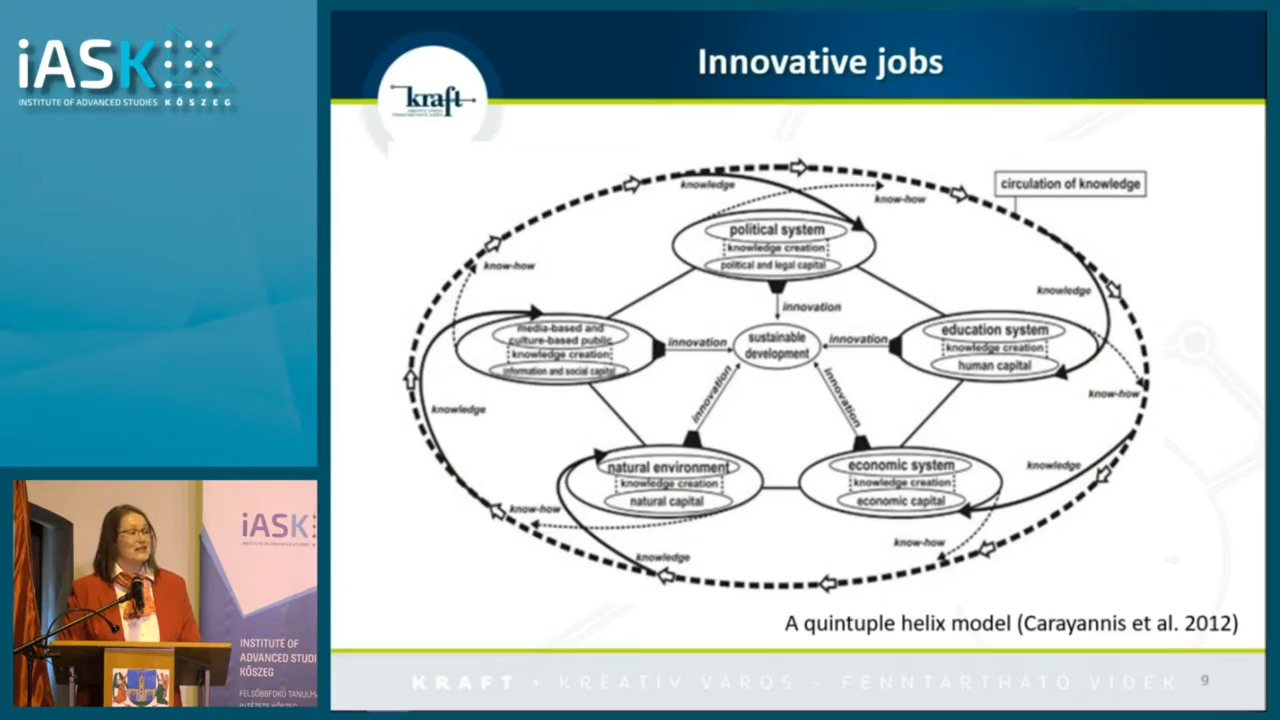 iASK
INSTITUTE OF ADVANCED STUDIES KŐSZEG
kraft
Innovative jobs
circulation of knowledge
knowledge
know-how
political system
knowledge creation
political and legal capital
innovation
know-how
knowledge
media-based and
culture-based public
knowledge creation
information and social capital
innovation
sustainable
development
innovation
education system
knowledge creation
human capital
know-how
knowledge
innovation
innovation
natural environment
knowledge creation
natural capital
economic system
knowledge creation
economic capital
knowledge
know-how
know-how
knowledge
A quintuple helix model (Carayannis et al. 2012)
KRAFT • KREATÍV VÁROS - FENNTARTHATÓ VIDÉK 9
iASK
INSTITUTE OF
ADVANCED STUDI
KŐSZEG
FELSŐBBFOKÚ TANULM